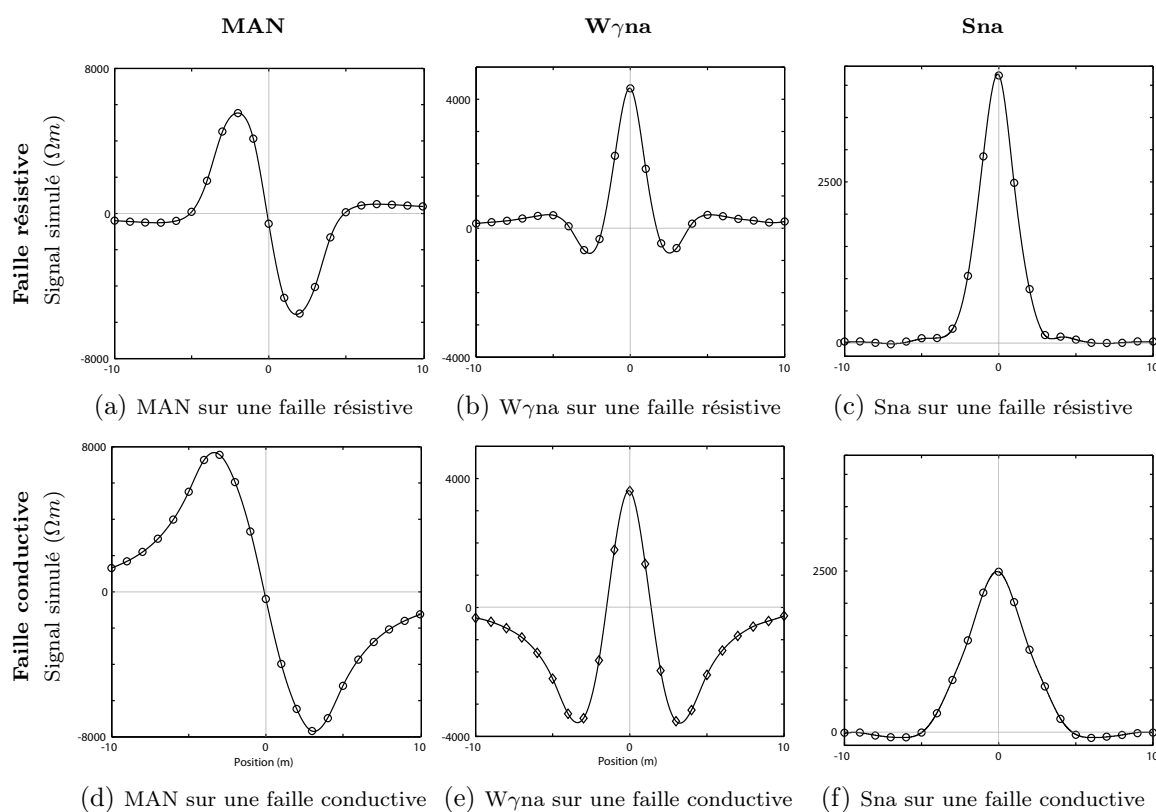 MAN
Wγna
Sna
Faille résistive
Signal simulé (Ωm)
8000
0
-8000
-10
0
10
4000
0
-4000
-10
0
10
2500
0
-10
0
10
(a) MAN sur une faille résistive
(b) Wγna sur une faille résistive
(c) Sna sur une faille résistive
Faille conductive
Signal simulé (Ωm)
8000
0
-8000
-10
0
10
Position (m)
4000
0
-4000
-10
0
10
Position (m)
2500
0
-10
0
10
(d) MAN sur une faille conductive
(e) Wγna sur une faille conductive
(f) Sna sur une faille conductive